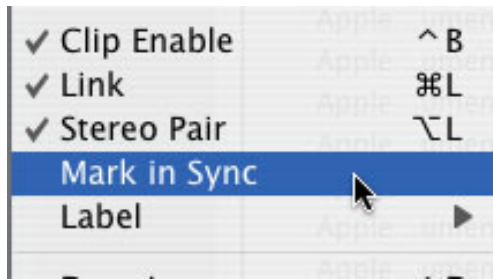 ✓ Clip Enable ^B
✓ Link ⌘L
✓ Stereo Pair ⌥L
Mark in Sync
Label ▶